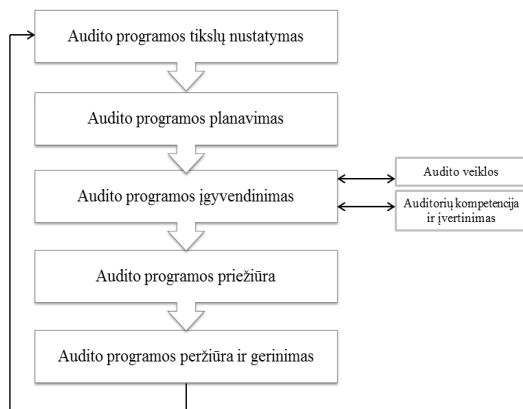 Audito programos tikslų nustatymas
Audito programos planavimas
Audito programos įgyvendinimas
Audito veiklos
Auditorių kompetencija
ir įvertinimas
Audito programos priežiūra
Audito programos peržiūra ir gerinimas